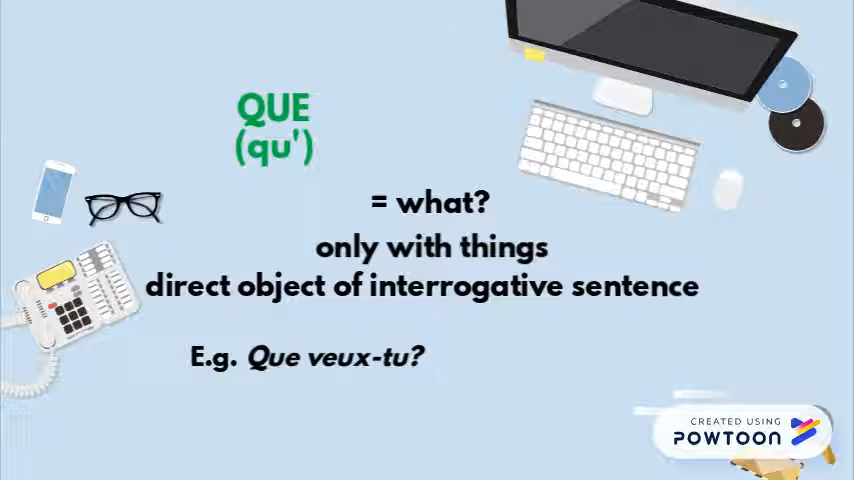 QUE
(qu')
= what?
only with things
direct object of interrogative sentence
E.g. Que veux-tu?
CREATED USING
POWTOON